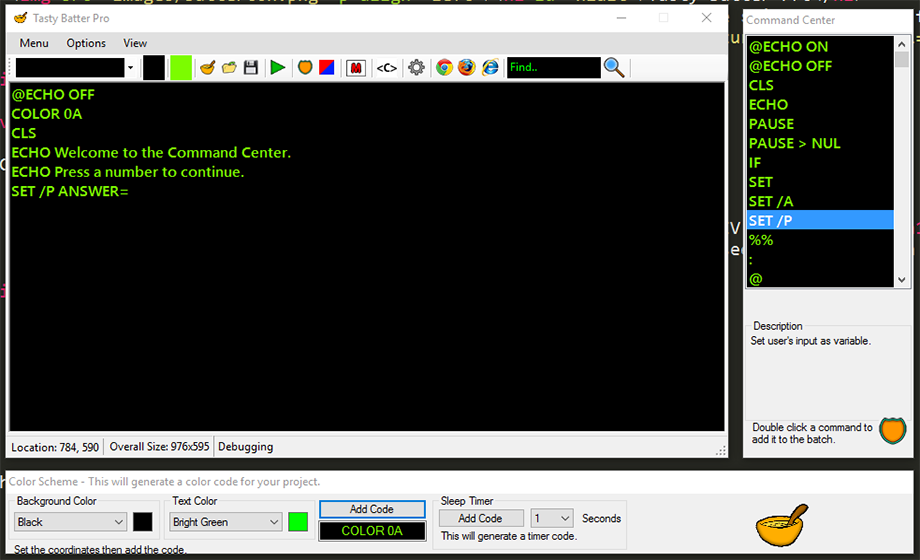 Tasty Batter Pro
Menu Options View
M <C> Find..
@ECHO OFF
COLOR 0A
CLS
ECHO Welcome to the Command Center.
ECHO Press a number to continue.
SET /P ANSWER=
Location: 784, 590 Overall Size: 976x595 Debugging
Command Center
@ECHO ON
@ECHO OFF
CLS
ECHO
PAUSE
PAUSE > NUL
IF
SET
SET /A
SET /P
%%
:
@
Description
Set user's input as variable.
Double click a command to
add it to the batch.
Color Scheme - This will generate a color code for your project.
Background Color
Black
Text Color
Bright Green
Add Code
COLOR 0A
Sleep Timer
Add Code 1 Seconds
This will generate a timer code.
Set the coordinates then add the code.